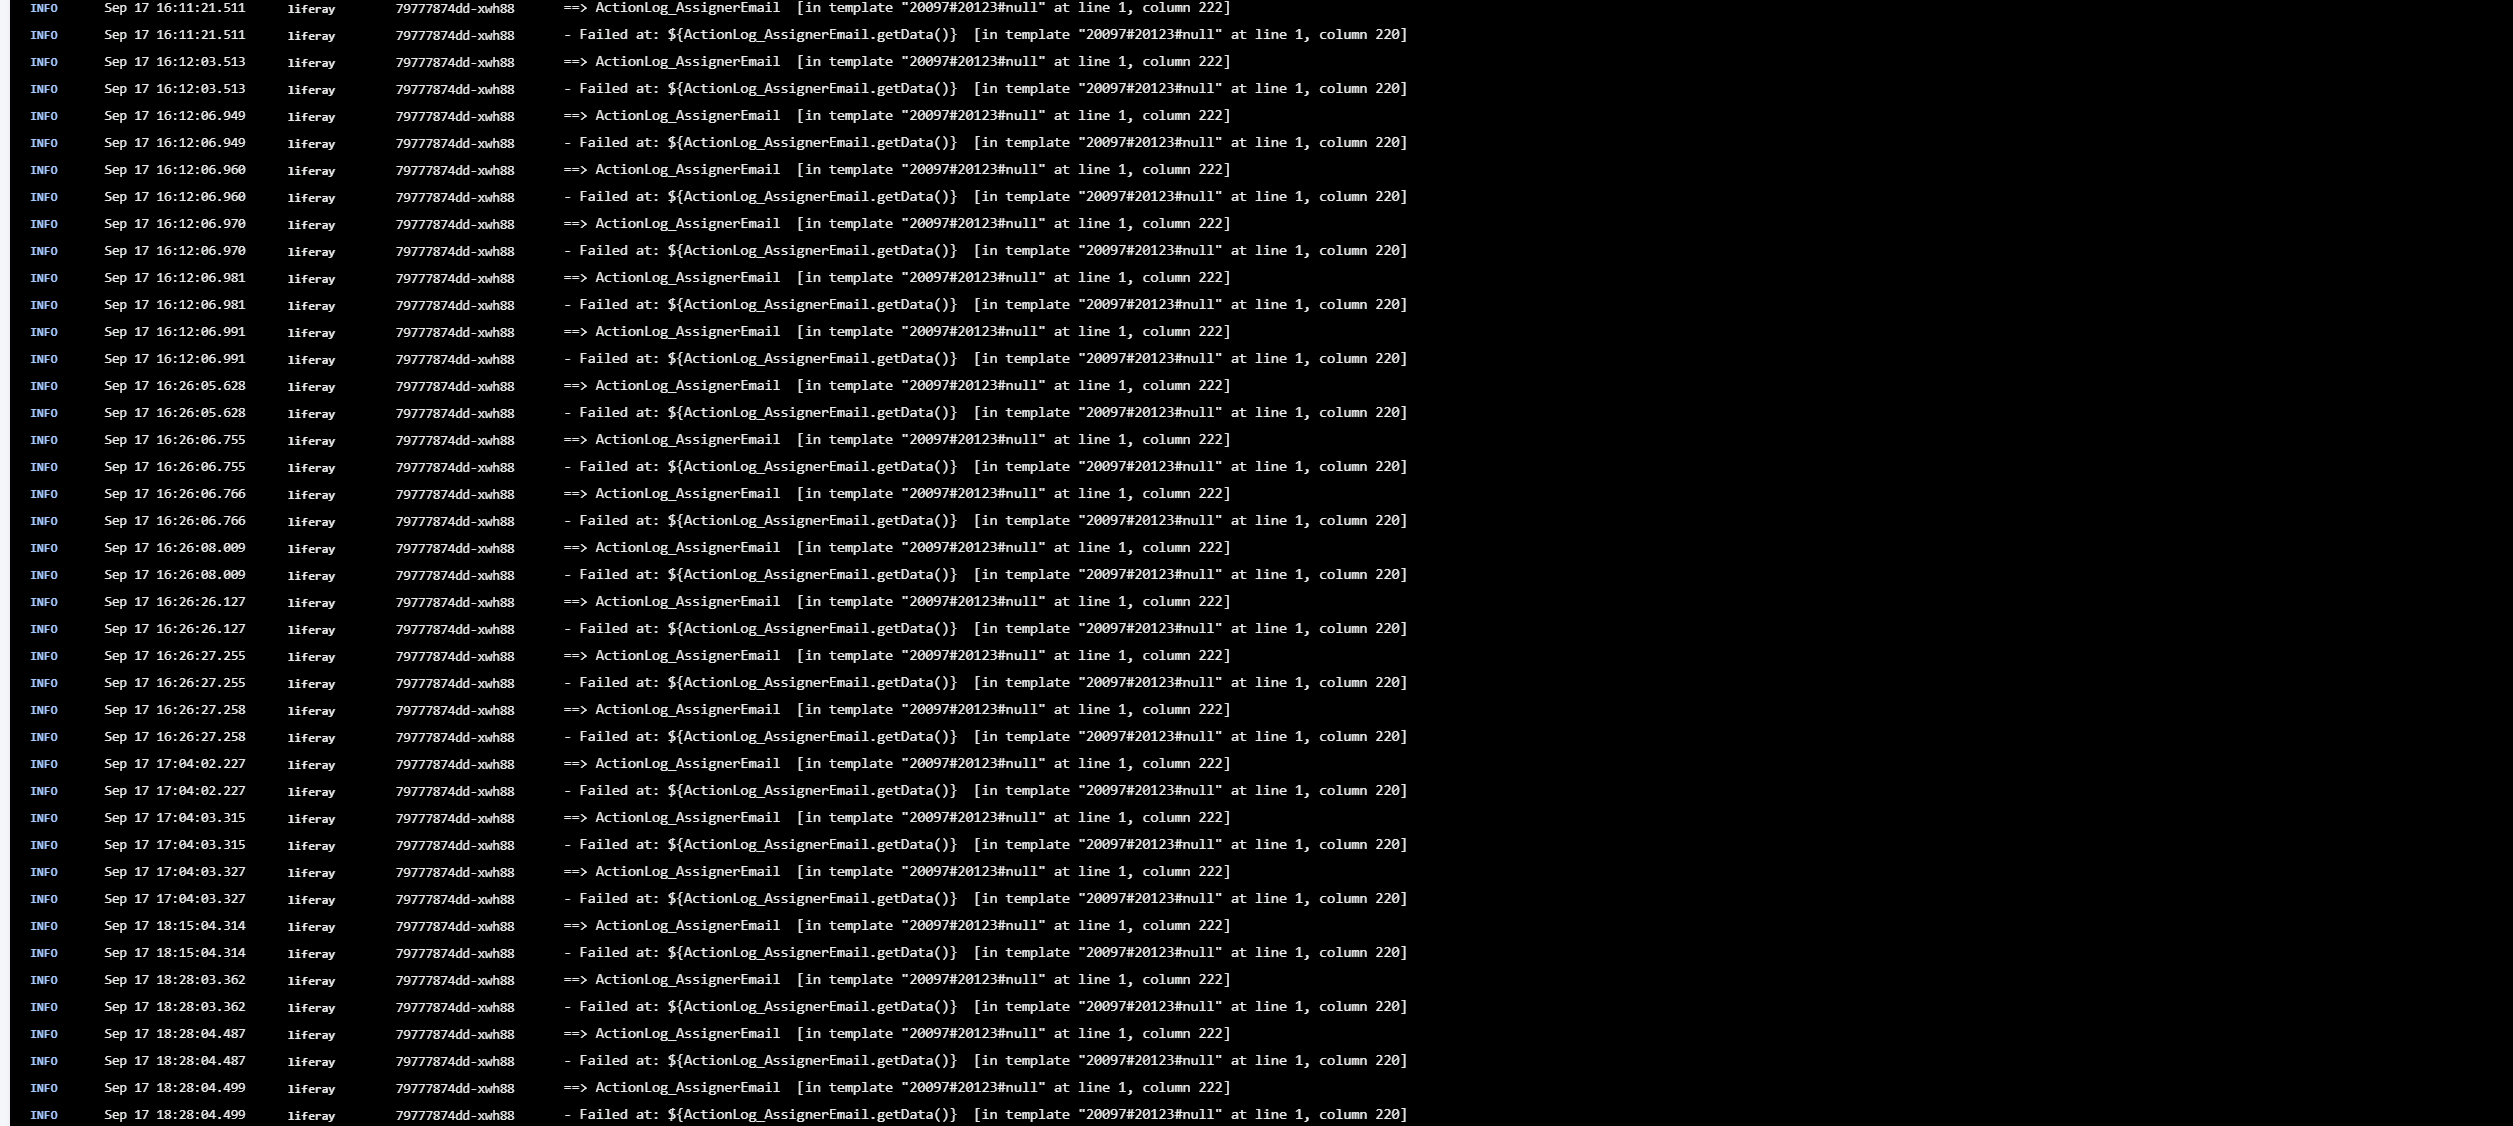 INFO Sep 17 16:11:21.511 liferay 79777874dd-xwh88 ==> ActionLog_AssignerEmail [in template "20097#20123#null" at line 1, column 222]
INFO Sep 17 16:11:21.511 liferay 79777874dd-xwh88 - Failed at: ${ActionLog_AssignerEmail.getData()} [in template "20097#20123#null" at line 1, column 220]
INFO Sep 17 16:12:03.513 liferay 79777874dd-xwh88 ==> ActionLog_AssignerEmail [in template "20097#20123#null" at line 1, column 222]
INFO Sep 17 16:12:03.513 liferay 79777874dd-xwh88 - Failed at: ${ActionLog_AssignerEmail.getData()} [in template "20097#20123#null" at line 1, column 220]
INFO Sep 17 16:12:06.949 liferay 79777874dd-xwh88 ==> ActionLog_AssignerEmail [in template "20097#20123#null" at line 1, column 222]
INFO Sep 17 16:12:06.949 liferay 79777874dd-xwh88 - Failed at: ${ActionLog_AssignerEmail.getData()} [in template "20097#20123#null" at line 1, column 220]
INFO Sep 17 16:12:06.960 liferay 79777874dd-xwh88 ==> ActionLog_AssignerEmail [in template "20097#20123#null" at line 1, column 222]
INFO Sep 17 16:12:06.960 liferay 79777874dd-xwh88 - Failed at: ${ActionLog_AssignerEmail.getData()} [in template "20097#20123#null" at line 1, column 220]
INFO Sep 17 16:12:06.970 liferay 79777874dd-xwh88 ==> ActionLog_AssignerEmail [in template "20097#20123#null" at line 1, column 222]
INFO Sep 17 16:12:06.970 liferay 79777874dd-xwh88 - Failed at: ${ActionLog_AssignerEmail.getData()} [in template "20097#20123#null" at line 1, column 220]
INFO Sep 17 16:12:06.981 liferay 79777874dd-xwh88 ==> ActionLog_AssignerEmail [in template "20097#20123#null" at line 1, column 222]
INFO Sep 17 16:12:06.981 liferay 79777874dd-xwh88 - Failed at: ${ActionLog_AssignerEmail.getData()} [in template "20097#20123#null" at line 1, column 220]
INFO Sep 17 16:12:06.991 liferay 79777874dd-xwh88 ==> ActionLog_AssignerEmail [in template "20097#20123#null" at line 1, column 222]
INFO Sep 17 16:12:06.991 liferay 79777874dd-xwh88 - Failed at: ${ActionLog_AssignerEmail.getData()} [in template "20097#20123#null" at line 1, column 220]
INFO Sep 17 16:26:05.628 liferay 79777874dd-xwh88 ==> ActionLog_AssignerEmail [in template "20097#20123#null" at line 1, column 222]
INFO Sep 17 16:26:05.628 liferay 79777874dd-xwh88 - Failed at: ${ActionLog_AssignerEmail.getData()} [in template "20097#20123#null" at line 1, column 220]
INFO Sep 17 16:26:06.755 liferay 79777874dd-xwh88 ==> ActionLog_AssignerEmail [in template "20097#20123#null" at line 1, column 222]
INFO Sep 17 16:26:06.755 liferay 79777874dd-xwh88 - Failed at: ${ActionLog_AssignerEmail.getData()} [in template "20097#20123#null" at line 1, column 220]
INFO Sep 17 16:26:06.766 liferay 79777874dd-xwh88 ==> ActionLog_AssignerEmail [in template "20097#20123#null" at line 1, column 222]
INFO Sep 17 16:26:06.766 liferay 79777874dd-xwh88 - Failed at: ${ActionLog_AssignerEmail.getData()} [in template "20097#20123#null" at line 1, column 220]
INFO Sep 17 16:26:08.009 liferay 79777874dd-xwh88 ==> ActionLog_AssignerEmail [in template "20097#20123#null" at line 1, column 222]
INFO Sep 17 16:26:08.009 liferay 79777874dd-xwh88 - Failed at: ${ActionLog_AssignerEmail.getData()} [in template "20097#20123#null" at line 1, column 220]
INFO Sep 17 16:26:26.127 liferay 79777874dd-xwh88 ==> ActionLog_AssignerEmail [in template "20097#20123#null" at line 1, column 222]
INFO Sep 17 16:26:26.127 liferay 79777874dd-xwh88 - Failed at: ${ActionLog_AssignerEmail.getData()} [in template "20097#20123#null" at line 1, column 220]
INFO Sep 17 16:26:27.255 liferay 79777874dd-xwh88 ==> ActionLog_AssignerEmail [in template "20097#20123#null" at line 1, column 222]
INFO Sep 17 16:26:27.255 liferay 79777874dd-xwh88 - Failed at: ${ActionLog_AssignerEmail.getData()} [in template "20097#20123#null" at line 1, column 220]
INFO Sep 17 16:26:27.258 liferay 79777874dd-xwh88 ==> ActionLog_AssignerEmail [in template "20097#20123#null" at line 1, column 222]
INFO Sep 17 16:26:27.258 liferay 79777874dd-xwh88 - Failed at: ${ActionLog_AssignerEmail.getData()} [in template "20097#20123#null" at line 1, column 220]
INFO Sep 17 17:04:02.227 liferay 79777874dd-xwh88 ==> ActionLog_AssignerEmail [in template "20097#20123#null" at line 1, column 222]
INFO Sep 17 17:04:02.227 liferay 79777874dd-xwh88 - Failed at: ${ActionLog_AssignerEmail.getData()} [in template "20097#20123#null" at line 1, column 220]
INFO Sep 17 17:04:03.315 liferay 79777874dd-xwh88 ==> ActionLog_AssignerEmail [in template "20097#20123#null" at line 1, column 222]
INFO Sep 17 17:04:03.315 liferay 79777874dd-xwh88 - Failed at: ${ActionLog_AssignerEmail.getData()} [in template "20097#20123#null" at line 1, column 220]
INFO Sep 17 17:04:03.327 liferay 79777874dd-xwh88 ==> ActionLog_AssignerEmail [in template "20097#20123#null" at line 1, column 222]
INFO Sep 17 17:04:03.327 liferay 79777874dd-xwh88 - Failed at: ${ActionLog_AssignerEmail.getData()} [in template "20097#20123#null" at line 1, column 220]
INFO Sep 17 18:15:04.314 liferay 79777874dd-xwh88 ==> ActionLog_AssignerEmail [in template "20097#20123#null" at line 1, column 222]
INFO Sep 17 18:15:04.314 liferay 79777874dd-xwh88 - Failed at: ${ActionLog_AssignerEmail.getData()} [in template "20097#20123#null" at line 1, column 220]
INFO Sep 17 18:28:03.362 liferay 79777874dd-xwh88 ==> ActionLog_AssignerEmail [in template "20097#20123#null" at line 1, column 222]
INFO Sep 17 18:28:03.362 liferay 79777874dd-xwh88 - Failed at: ${ActionLog_AssignerEmail.getData()} [in template "20097#20123#null" at line 1, column 220]
INFO Sep 17 18:28:04.487 liferay 79777874dd-xwh88 ==> ActionLog_AssignerEmail [in template "20097#20123#null" at line 1, column 222]
INFO Sep 17 18:28:04.487 liferay 79777874dd-xwh88 - Failed at: ${ActionLog_AssignerEmail.getData()} [in template "20097#20123#null" at line 1, column 220]
INFO Sep 17 18:28:04.499 liferay 79777874dd-xwh88 ==> ActionLog_AssignerEmail [in template "20097#20123#null" at line 1, column 222]
INFO Sep 17 18:28:04.499 liferay 79777874dd-xwh88 - Failed at: ${ActionLog_AssignerEmail.getData()} [in template "20097#20123#null" at line 1, column 220]